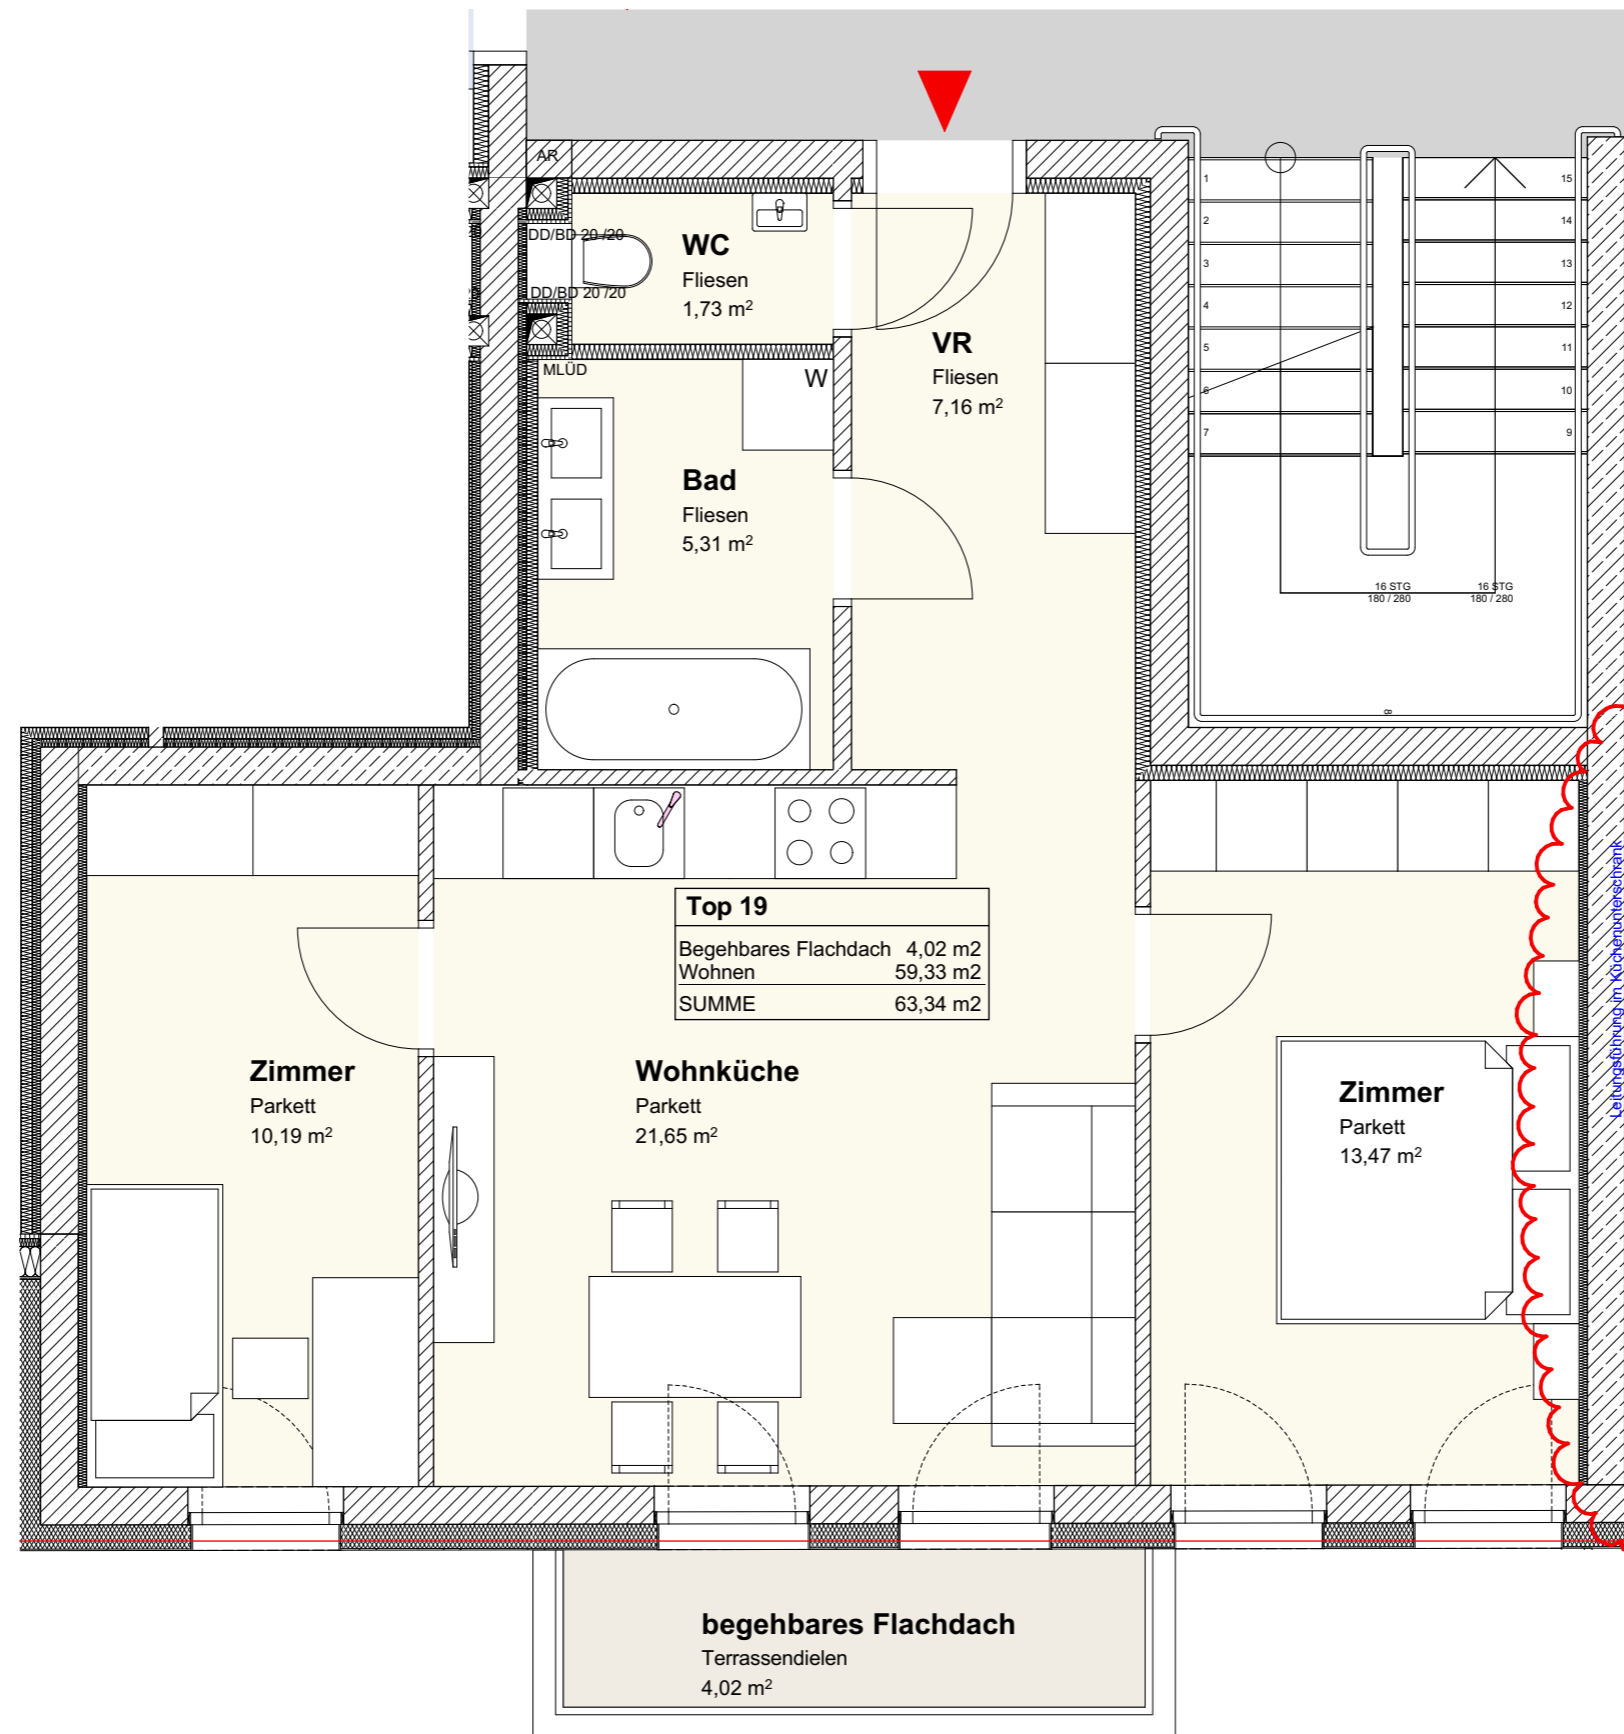 AR
DD/BD 20 /20
WC
Fliesen
1,73 m²
DD/BD 20 /20
MLÜD
W
VR
Fliesen
7,16 m²
Bad
Fliesen
5,31 m²
1
2
3
4
5
6
7
15
14
13
12
11
10
9
16 STG
180 / 280
16 STG
180 / 280
8
Top 19
Begehbares Flachdach 4,02 m2
Wohnen 59,33 m2
SUMME 63,34 m2
Zimmer
Parkett
10,19 m²
Wohnküche
Parkett
21,65 m²
Zimmer
Parkett
13,47 m²
Leitungsführung im Küchenunterschrank
begehbares Flachdach
Terrassendielen
4,02 m²